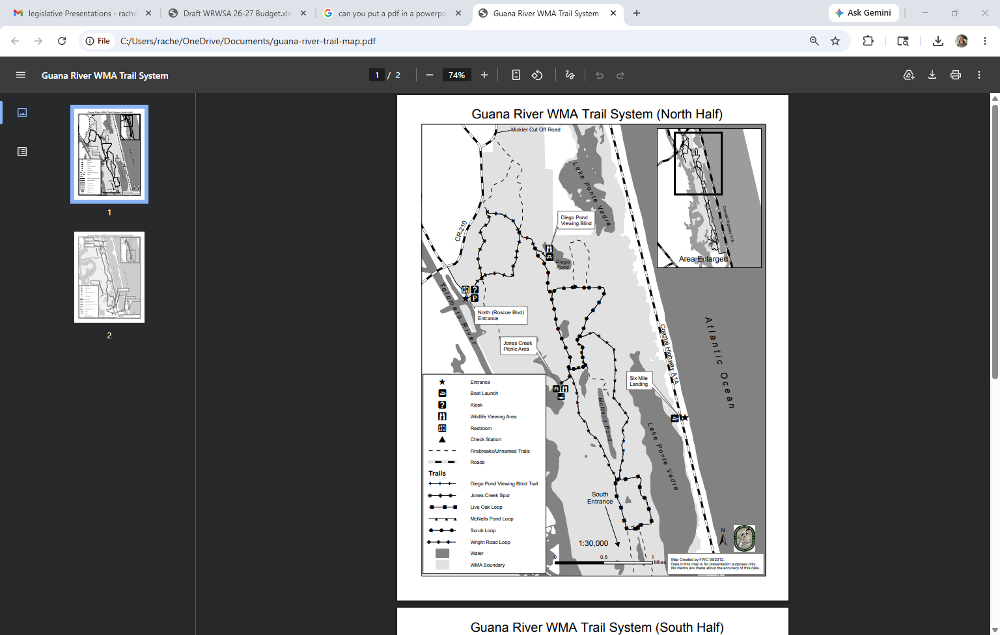 legislative Presentations - rache
Draft WRWSA 26-27 Budget.xls
can you put a pdf in a powerpo
Guana River WMA Trail System
Ask Gemini
File
C:/Users/rache/OneDrive/Documents/guana-river-trail-map.pdf
Guana River WMA Trail System
1 / 2
74%
1
2
Guana River WMA Trail System (North Half)
Mickler Cut Off Road
Lake Ponte Vedra
CR-210
Diego Pond
Viewing Blind
Diego
Pond
Coastal Highway A1A
Area Enlarged
Tolomato River
North (Roscoe Blvd)
Entrance
Jones Creek
Picnic Area
Coastal Highway A1A
Atlantic Ocean
Six Mile
Landing
McNeils Pond
Lake Ponte Vedra
South
Entrance
1:30,000
0 0.5 1
Miles
N
Entrance
Boat Launch
Kiosk
Wildlife Viewing Area
Restroom
Check Station
Firebreaks/Unnamed Trails
Roads
Trails
Diego Pond Viewing Blind Trail
Jones Creek Spur
Live Oak Loop
McNeils Pond Loop
Scrub Loop
Wright Road Loop
Water
WMA Boundary
Map Created by FWC 08/2012.
Data in this map is for presentation purposes only.
No claims are made about the accuracy of this data.
Guana River WMA Trail System (South Half)